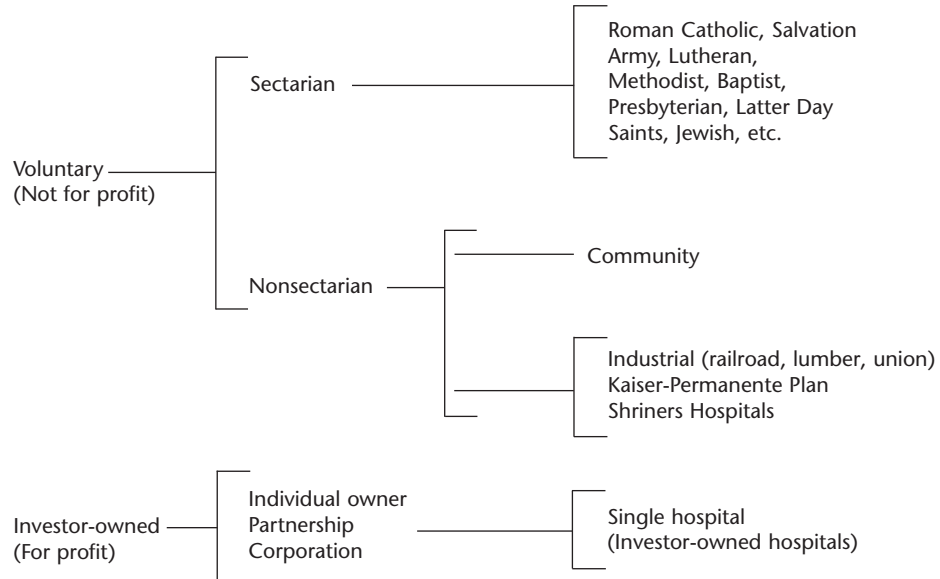 Roman Catholic, Salvation
Army, Lutheran,
Methodist, Baptist,
Presbyterian, Latter Day
Saints, Jewish, etc.
Sectarian
Voluntary
(Not for profit)
Nonsectarian
Community
Industrial (railroad, lumber, union)
Kaiser-Permanente Plan
Shriners Hospitals
Investor-owned
(For profit)
Individual owner
Partnership
Corporation
Single hospital
(Investor-owned hospitals)